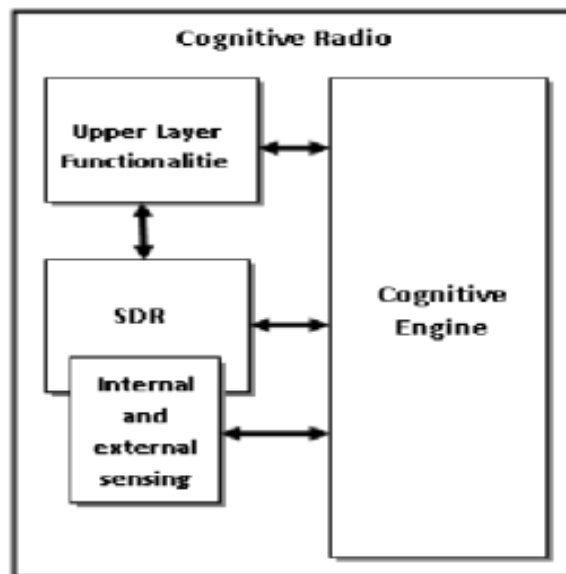 Cognitive Radio
Upper Layer
Functionalitie
SDR
Internal
and
external
sensing
Cognitive
Engine